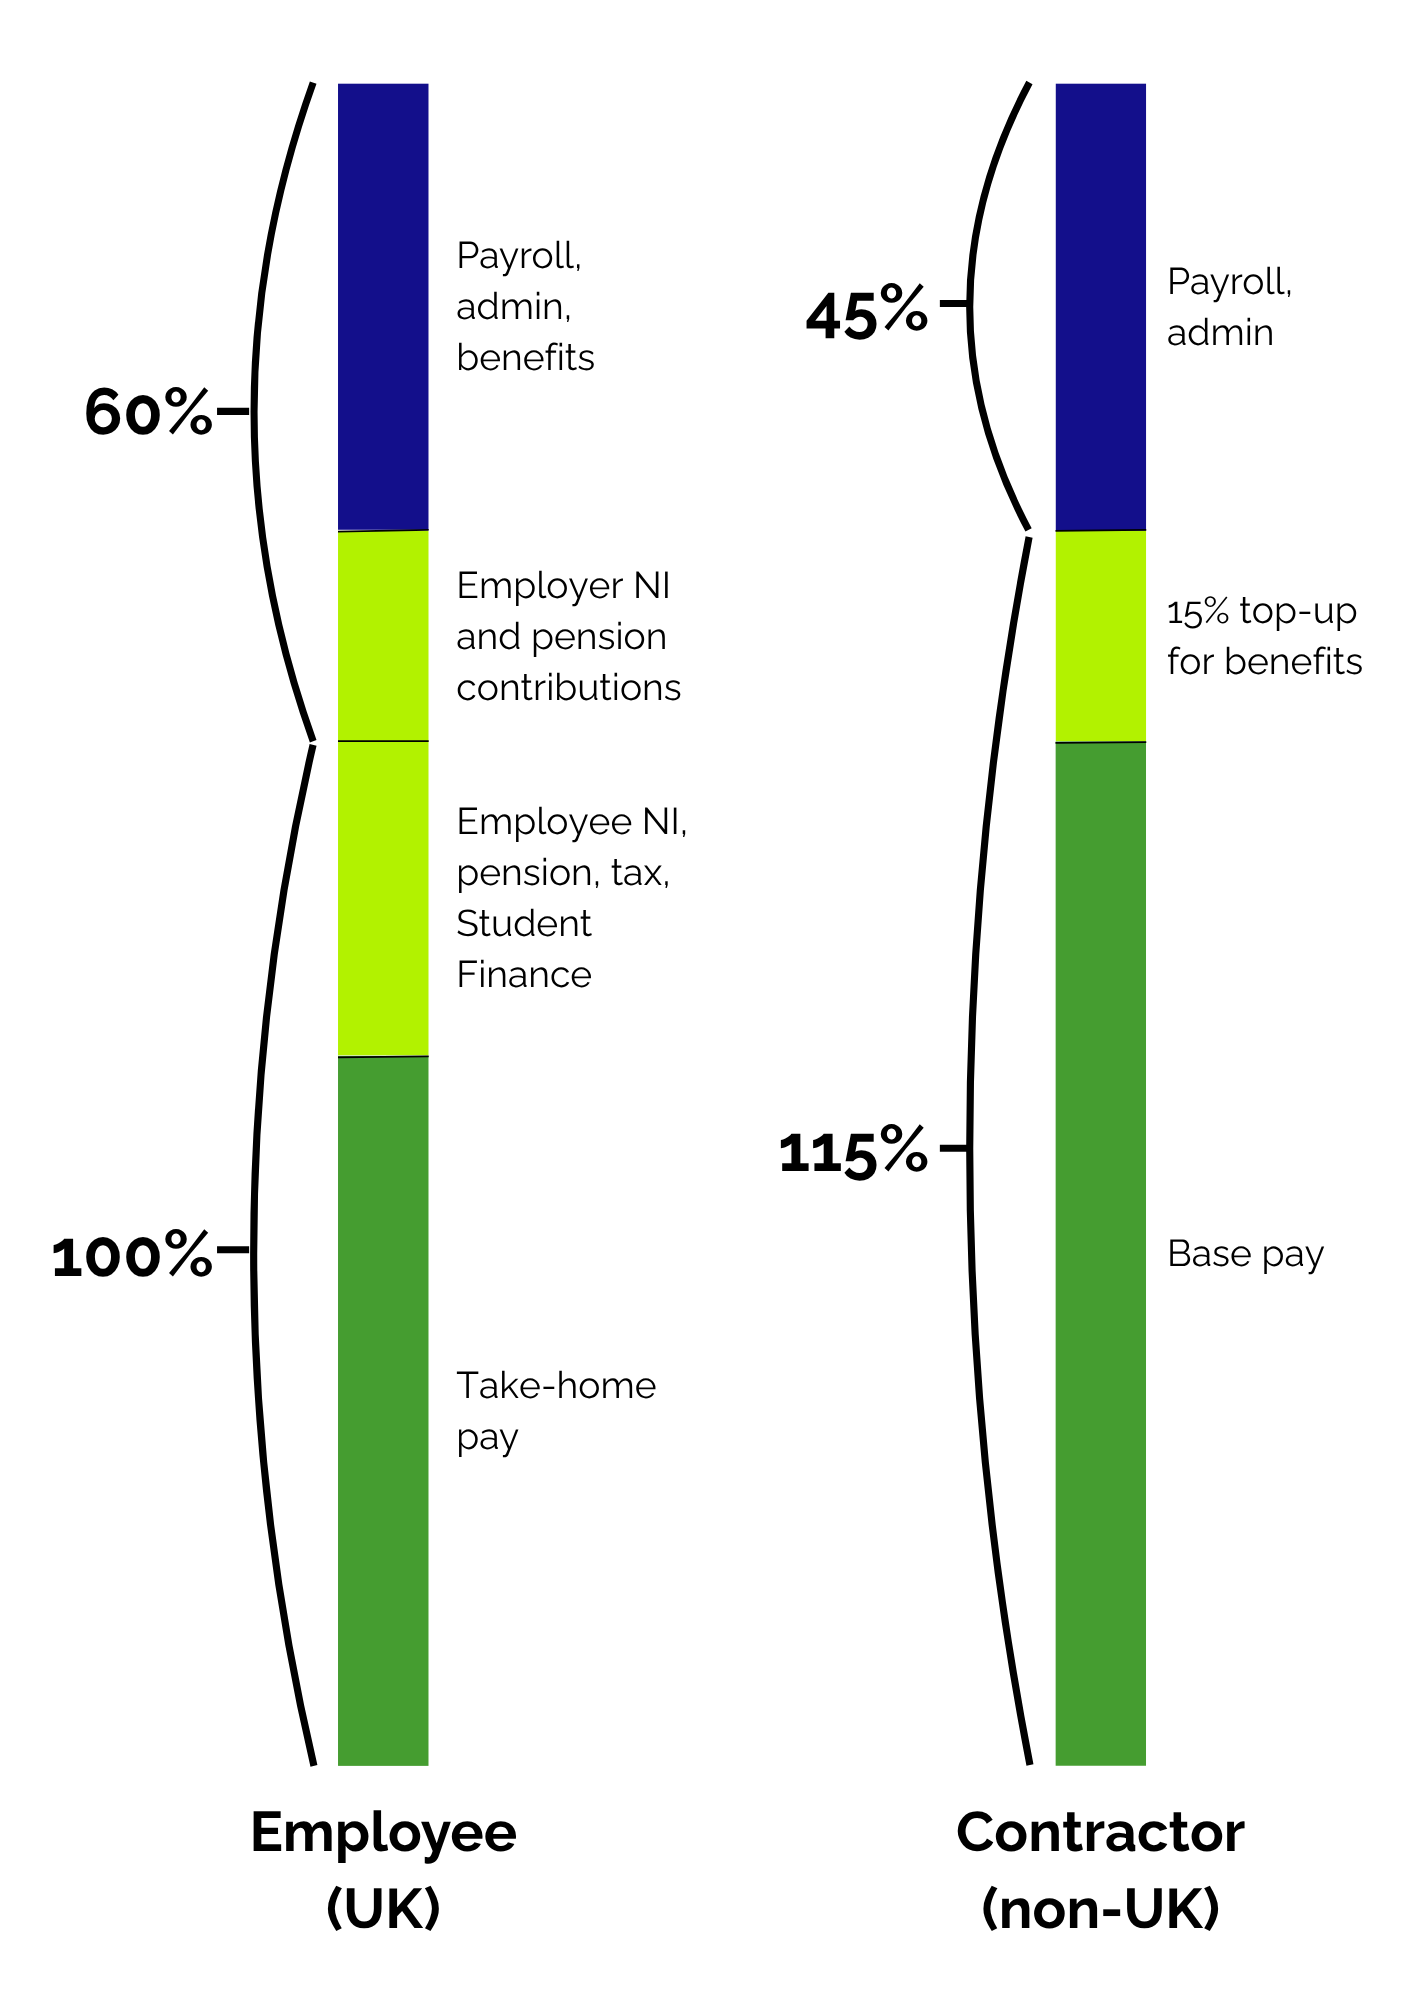 60%
Payroll,
admin,
benefits
Employer NI
and pension
contributions
100%
Employee NI,
pension, tax,
Student
Finance
Take-home
pay
Employee
(UK)
45%
Payroll,
admin
115%
15% top-up
for benefits
Base pay
Contractor
(non-UK)